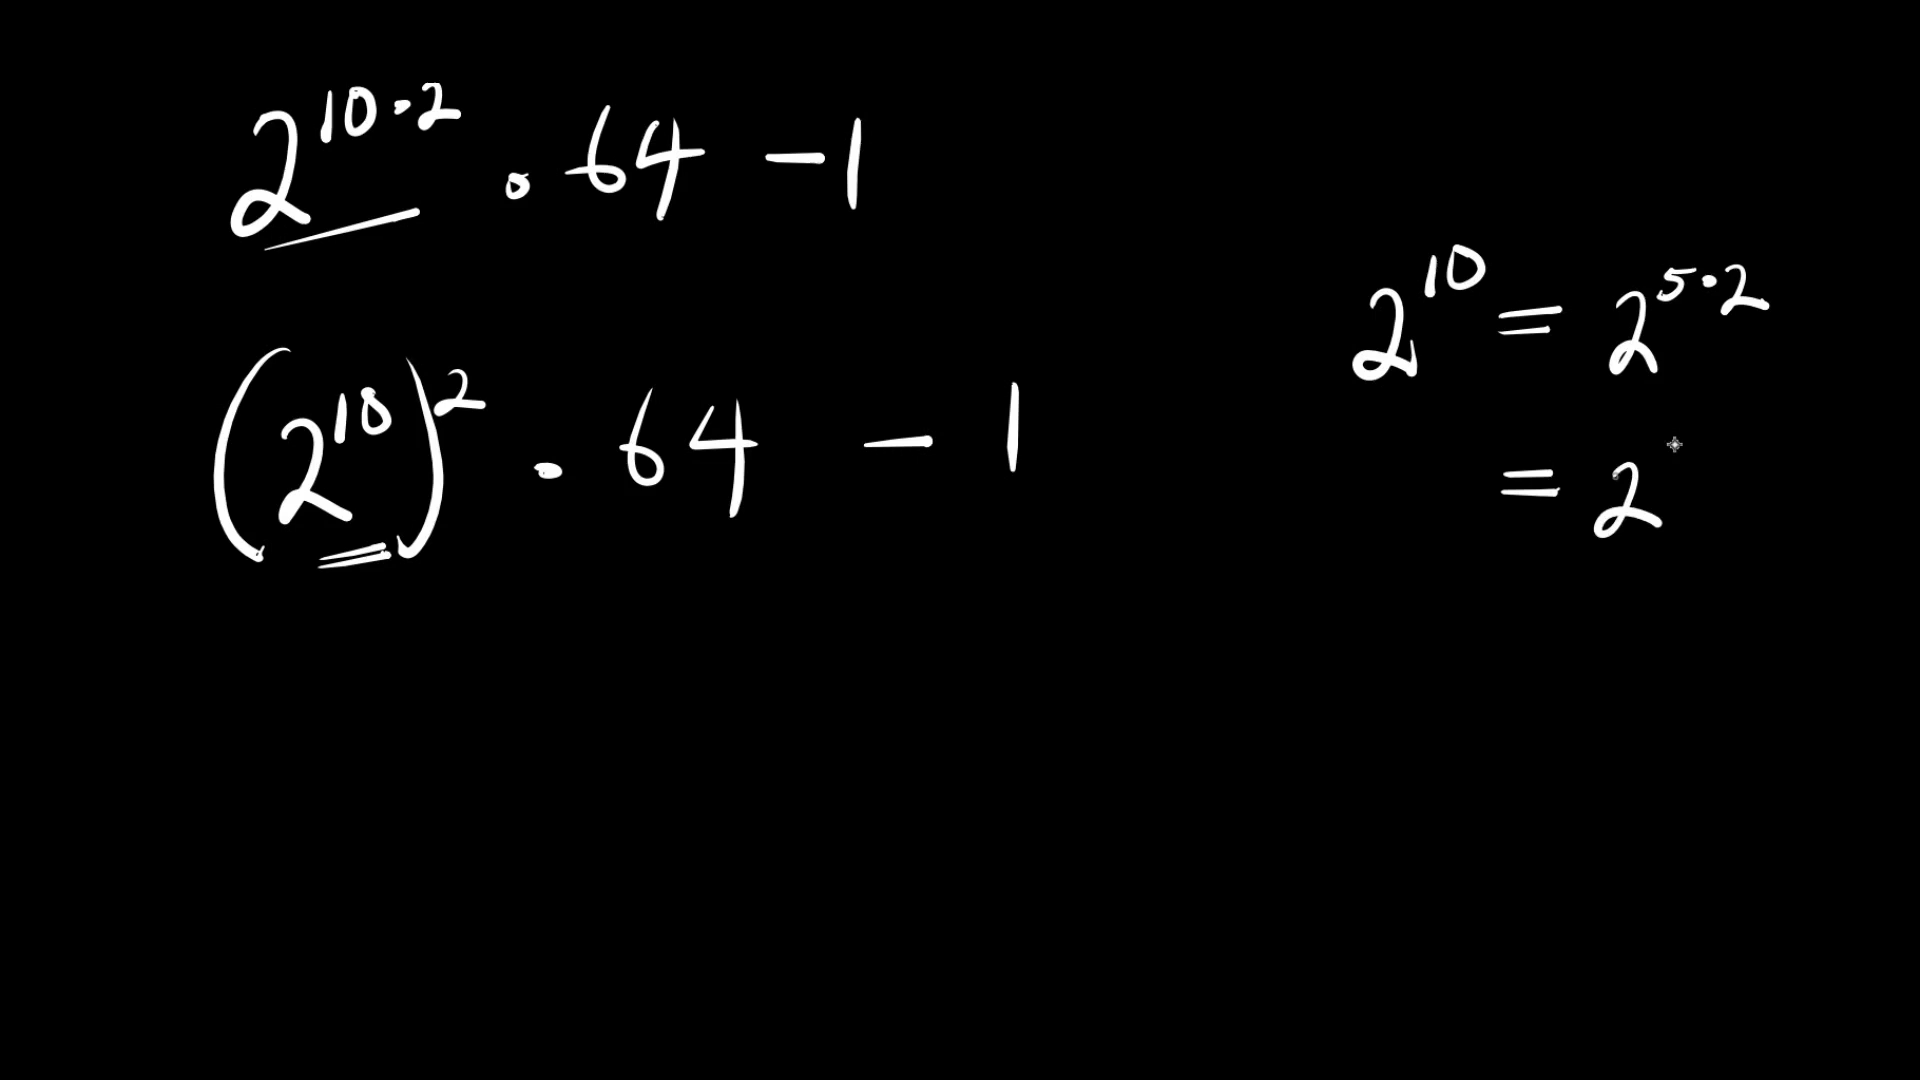 2^{10·2} · 64 - 1
(2^{10})^2 · 64 - 1
2^{10} = 2^{5·2}
= 2